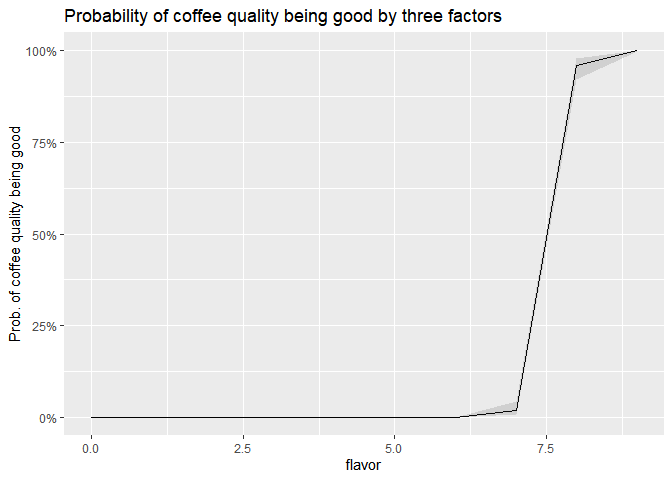 Probability of coffee quality being good by three factors
100%
75%
50%
25%
0%
Prob. of coffee quality being good
0.0 2.5 5.0 7.5
flavor